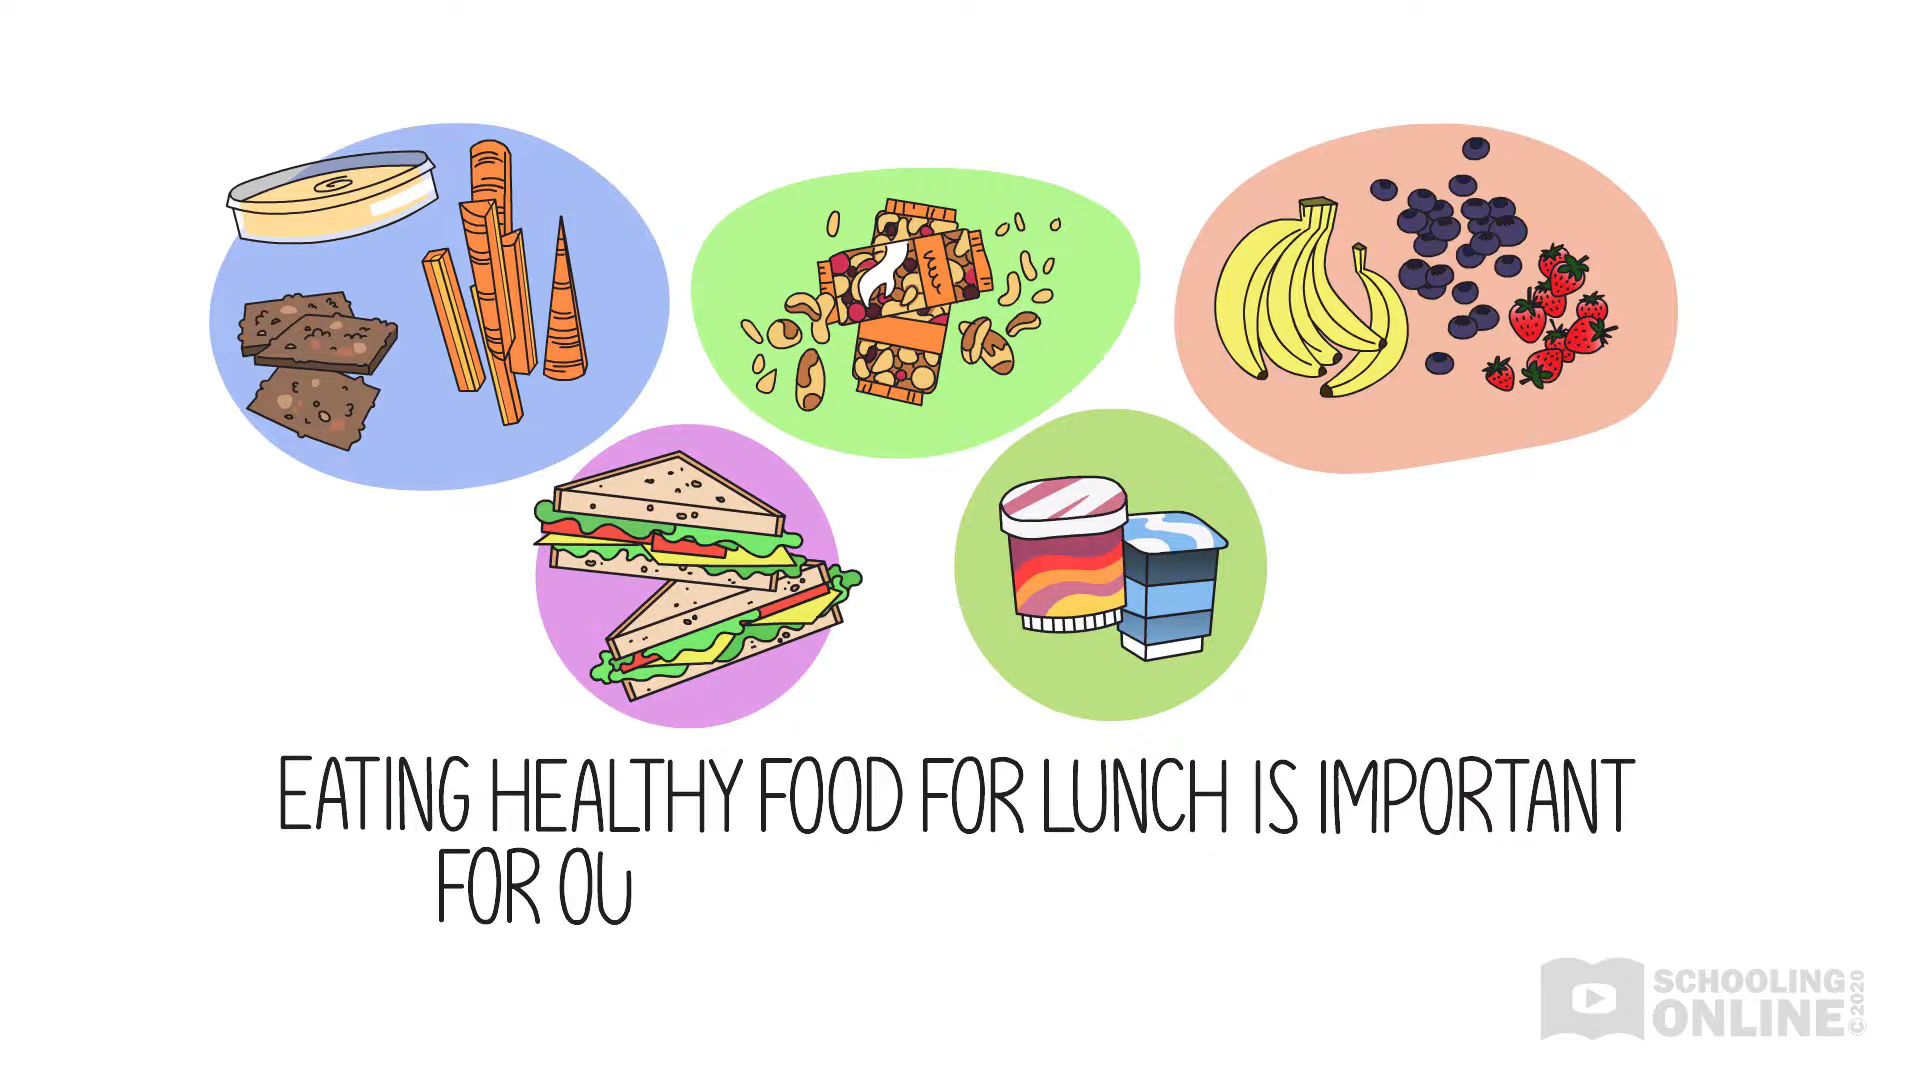 EATING HEALTHY FOOD FOR LUNCH IS IMPORTANT
FOR OU
SCHOOLING
ONLINE
©2020